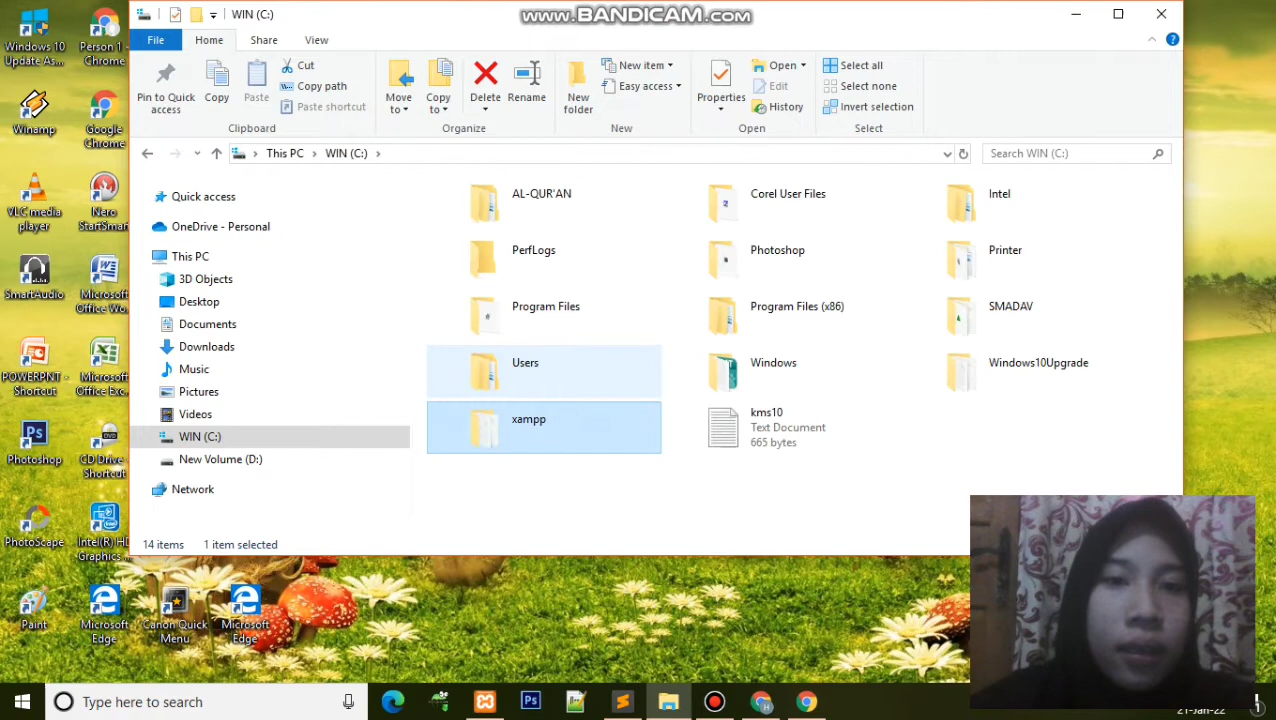 WIN (C:)
www.BANDICAM.com
File
Home
Share
View
Pin to Quick
access
Copy
Paste
Cut
Copy path
Paste shortcut
Clipboard
Move
to
Copy
to
Delete
Rename
Organize
New
folder
New item
Easy access
New
Properties
Open
Edit
History
Open
Select all
Select none
Invert selection
Select
This PC
WIN (C:)
Search WIN (C:)
Quick access
OneDrive - Personal
This PC
3D Objects
Desktop
Documents
Downloads
Music
Pictures
Videos
WIN (C:)
New Volume (D:)
Network
AL-QUR'AN
Corel User Files
Intel
PerfLogs
Photoshop
Printer
Program Files
Program Files (x86)
SMADAV
Users
Windows
Windows10Upgrade
xampp
kms10
Text Document
665 bytes
14 items
1 item selected
Windows 10
Update As...
Person 1 -
Chrome
Winamp
Google
Chrome
VLC media
player
Nero
StartSmar
SmartAudio
Microsoft
Office Wo
POWERPNT -
Shortcut
Microsoft
Office Exc
Ps
Photoshop
CD Drive
Shortcut
PhotoScape
Intel(R) HD
Graphics
Paint
Microsoft
Edge
Canon Quick
Menu
Microsoft
Edge
Type here to search
Ps
21-Jan-22